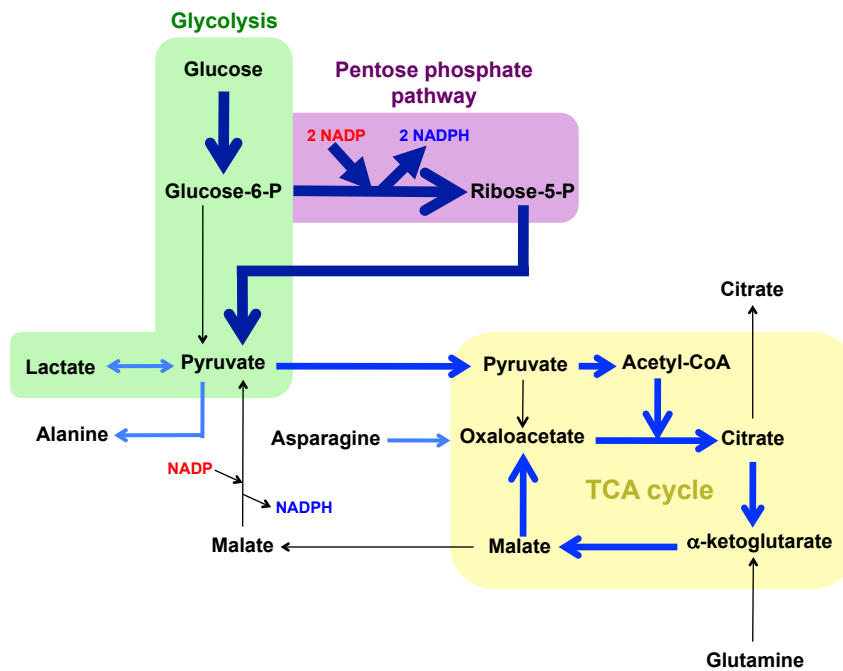 Glycolysis
Glucose
Pentose phosphate
pathway
2 NADP
2 NADPH
Glucose-6-P
Ribose-5-P
Citrate
Lactate
Pyruvate
Pyruvate
Acetyl-CoA
Alanine
Asparagine
Oxaloacetate
Citrate
NADP
NADPH
TCA cycle
Malate
Malate
α-ketoglutarate
Glutamine